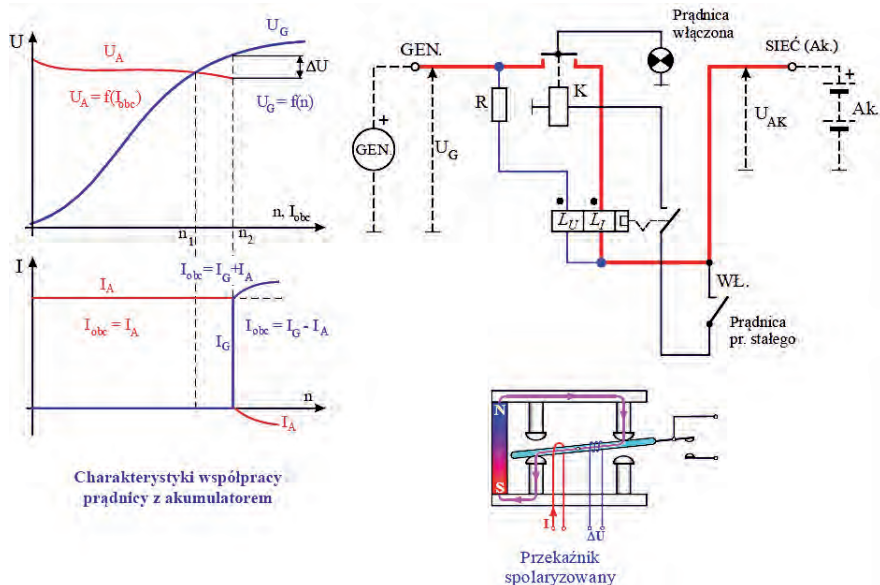 U
U_A
U_G
ΔU
U_A = f(I_obc)
U_G = f(n)
n, I_obc
n₁
n₂
I
I_obc = I_G + I_A
I_A
I_obc = I_A
I_obc = I_G - I_A
I_G
n
I_A
Charakterystyki współpracy
prądnicy z akumulatorem
Prądnica
włączona
GEN.
SIEĆ (Ak.)
+
GEN.
U_G
R
K
U_AK
+
Ak.
L_U
L_I
WŁ.
Prądnica
pr. stałego
N
S
I
ΔU
Przekaźnik
spolaryzowany